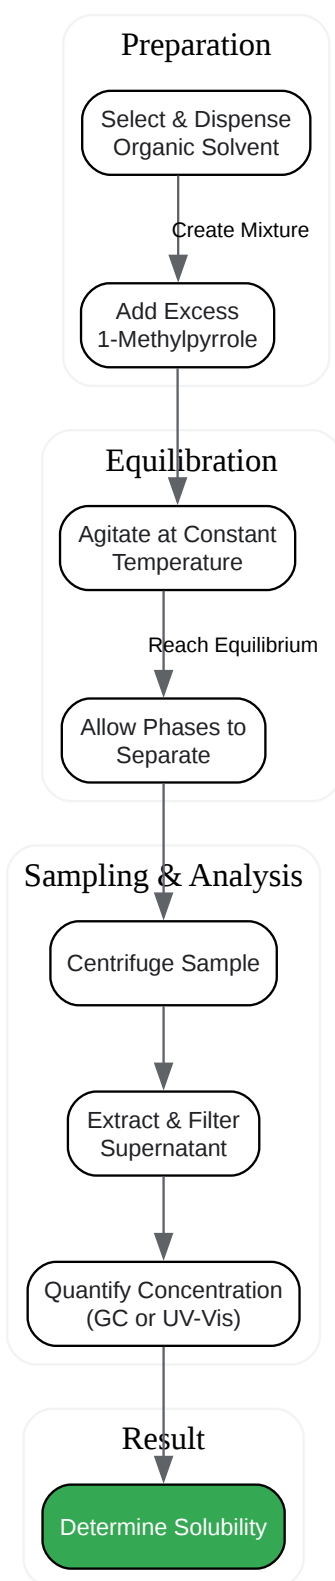 Preparation
Select & Dispense
Organic Solvent
Create Mixture
Add Excess
1-Methylpyrrole
Equilibration
Agitate at Constant
Temperature
Reach Equilibrium
Allow Phases to
Separate
Sampling & Analysis
Centrifuge Sample
Extract & Filter
Supernatant
Quantify Concentration
(GC or UV-Vis)
Result
Determine Solubility